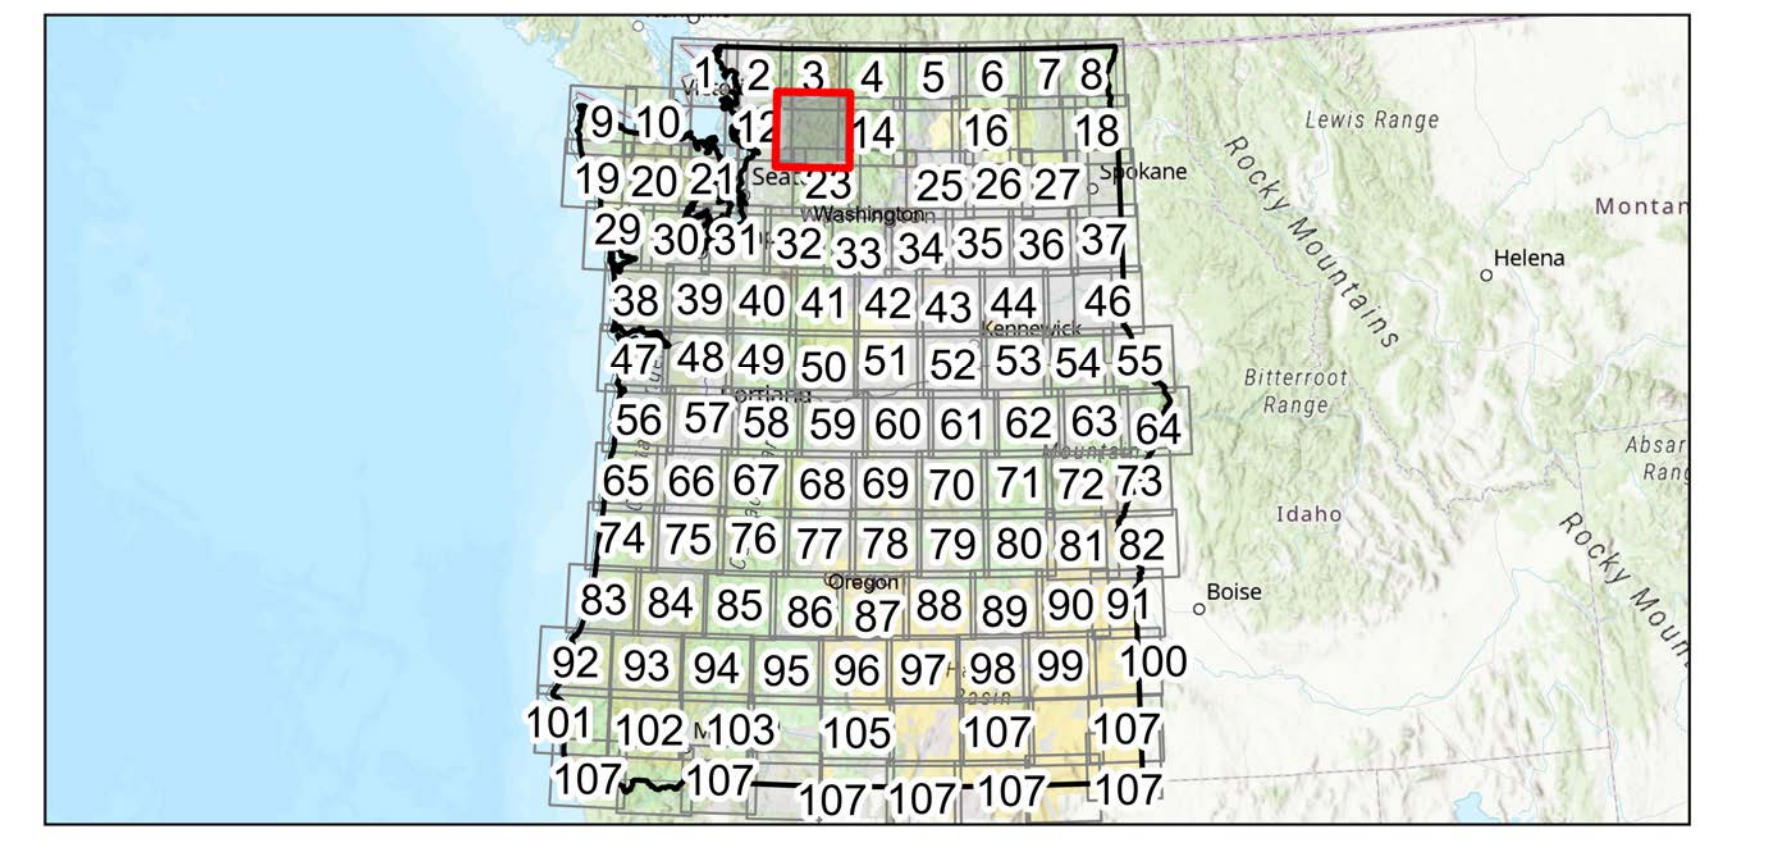 1 2 3 4 5 6 7 8
9 10 12 14 16 18
Lewis Range
19 20 21 23 25 26 27 Spokane
Washington
Montan
29 30 31 32 33 34 35 36 37
Rocky Mountains
Helena
38 39 40 41 42 43 44 46
Kennewick
47 48 49 50 51 52 53 54 55
Bitterroot
Range
Portland
56 57 58 59 60 61 62 63 64
Mountain
Absar
Rang
65 66 67 68 69 70 71 72 73
Idaho
74 75 76 77 78 79 80 81 82
Rocky Moun
Oregon
Boise
83 84 85 86 87 88 89 90 91
92 93 94 95 96 97 98 99 100
Basin
101 102 103 105 107 107
107 107 107 107 107 107